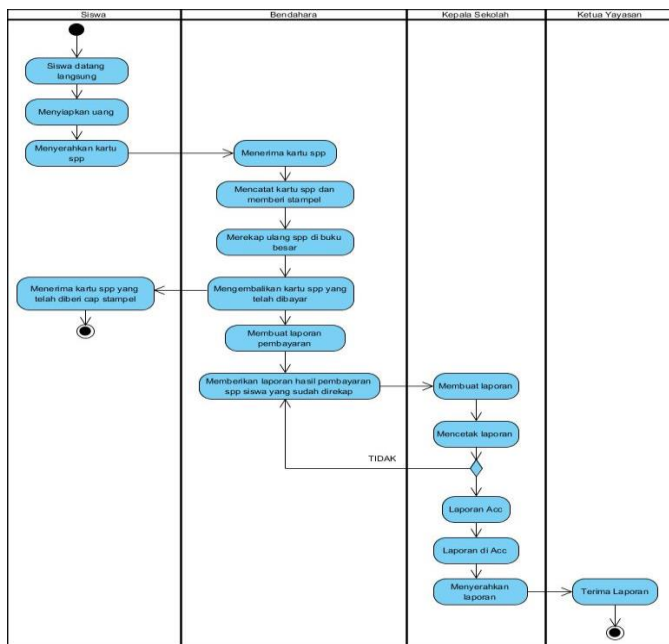 Siswa
Bendahara
Kepala Sekolah
Ketua Yayasan
Siswa datang
langsung
Menyiapkan uang
Menyerahkan kartu
spp
Menerima kartu spp
Mencatat kartu spp dan
memberi stampel
Merekap ulang spp di buku
besar
Mengembalikan kartu spp yang
telah dibayar
Menerima kartu spp yang
telah diberi cap stampel
Membuat laporan
pembayaran
Memberikan laporan hasil pembayaran
spp siswa yang sudah direkap
Membuat laporan
Mencetak laporan
TIDAK
Laporan Acc
Laporan di Acc
Menyerahkan
laporan
Terima Laporan